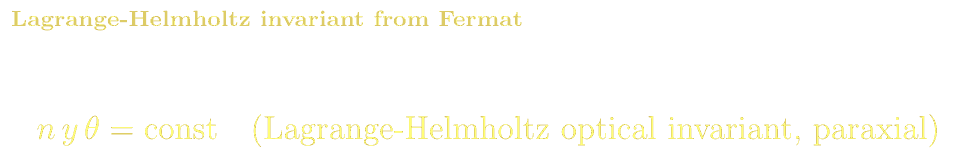 Lagrange-Helmholtz invariant from Fermat
n y θ = const (Lagrange-Helmholtz optical invariant, paraxial)